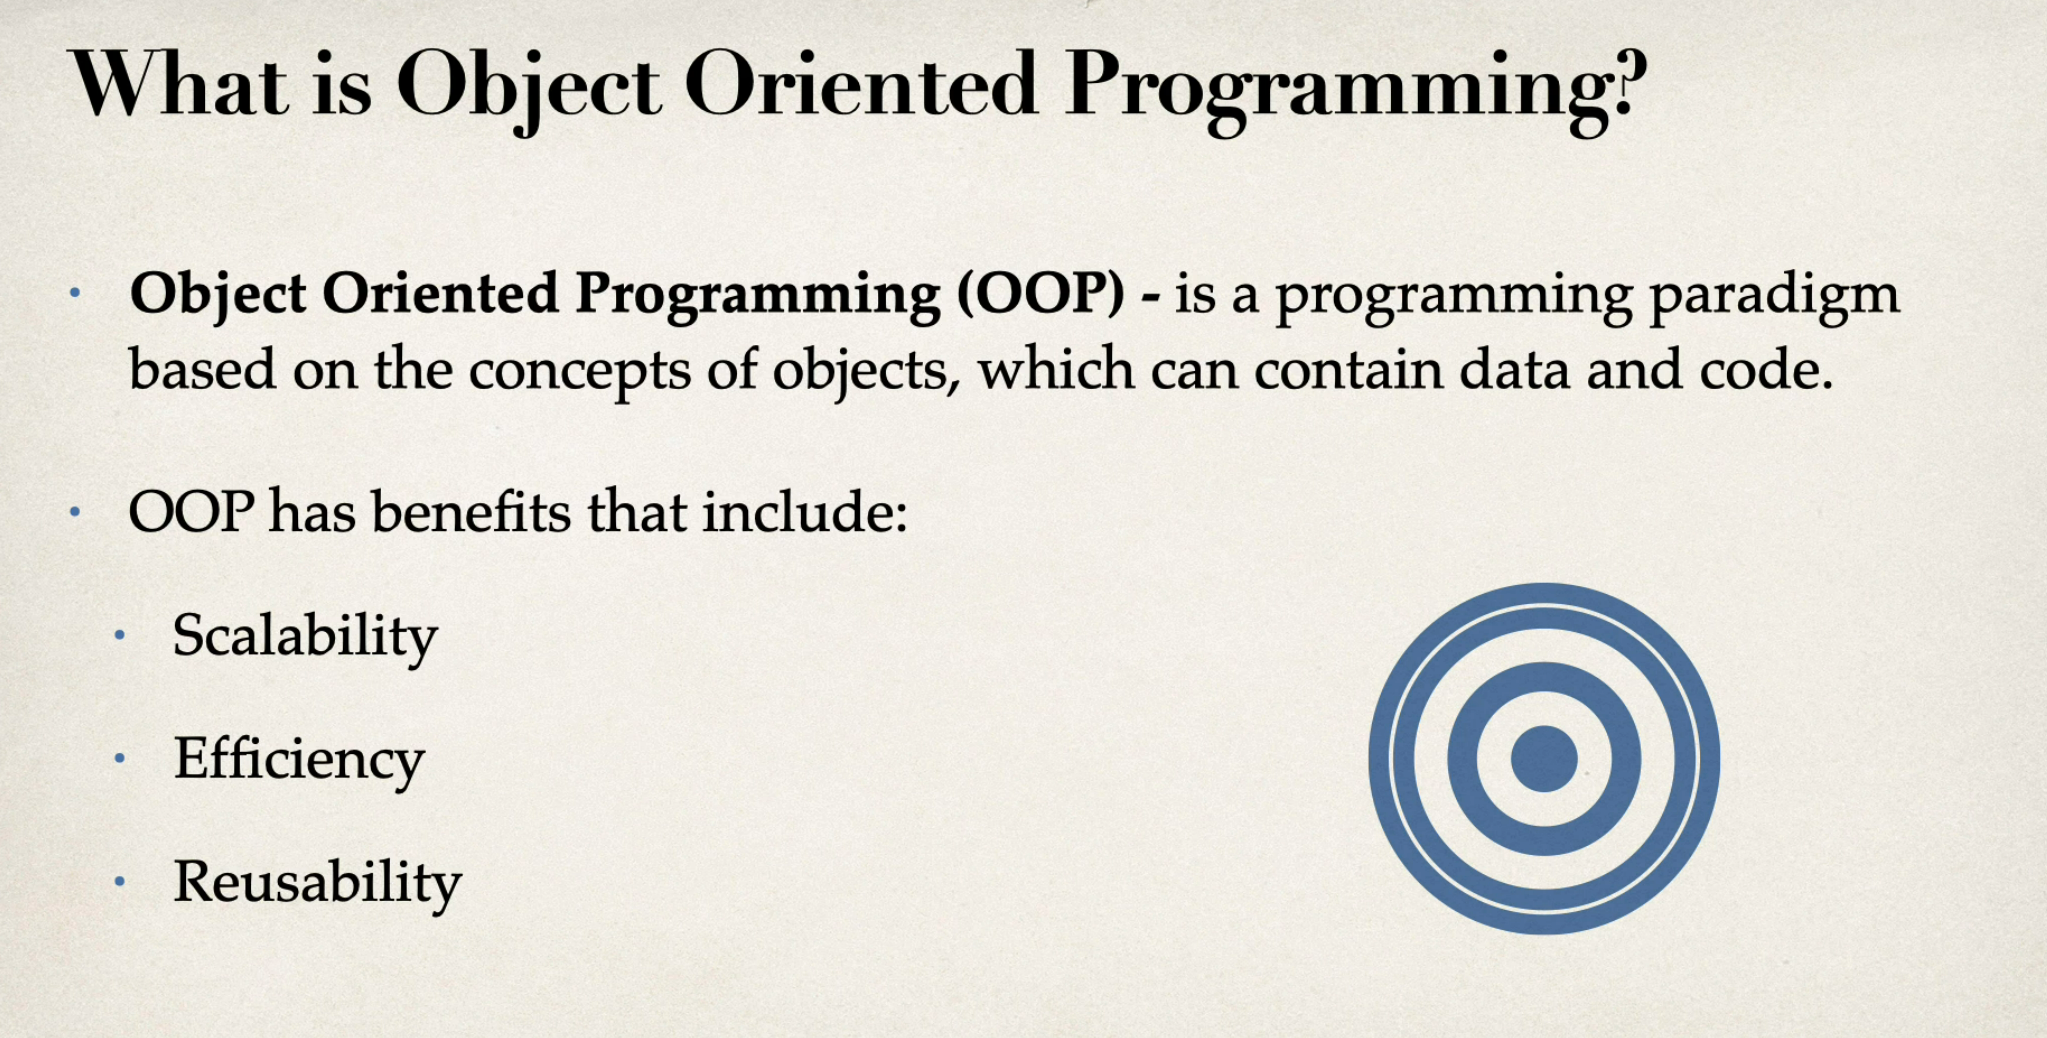 What is Object Oriented Programming?
• Object Oriented Programming (OOP) - is a programming paradigm
based on the concepts of objects, which can contain data and code.
• OOP has benefits that include:
• Scalability
• Efficiency
• Reusability